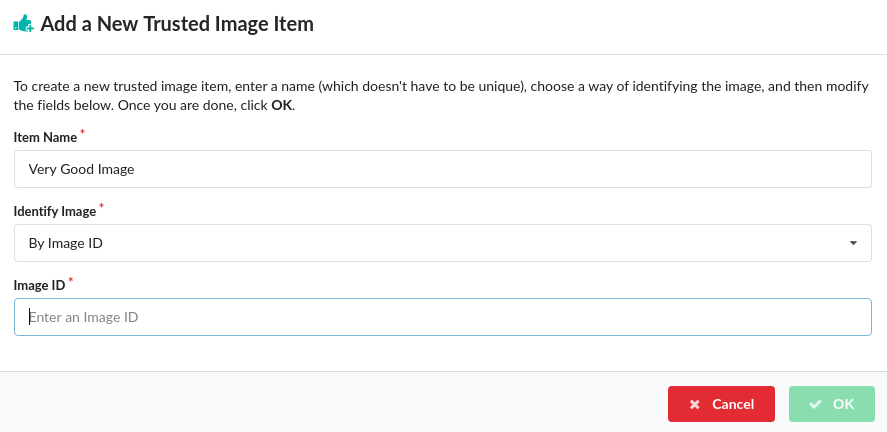 Add a New Trusted Image Item
To create a new trusted image item, enter a name (which doesn't have to be unique), choose a way of identifying the image, and then modify
the fields below. Once you are done, click OK.
Item Name *
Very Good Image
Identify Image *
By Image ID
Image ID *
Enter an Image ID
Cancel
OK